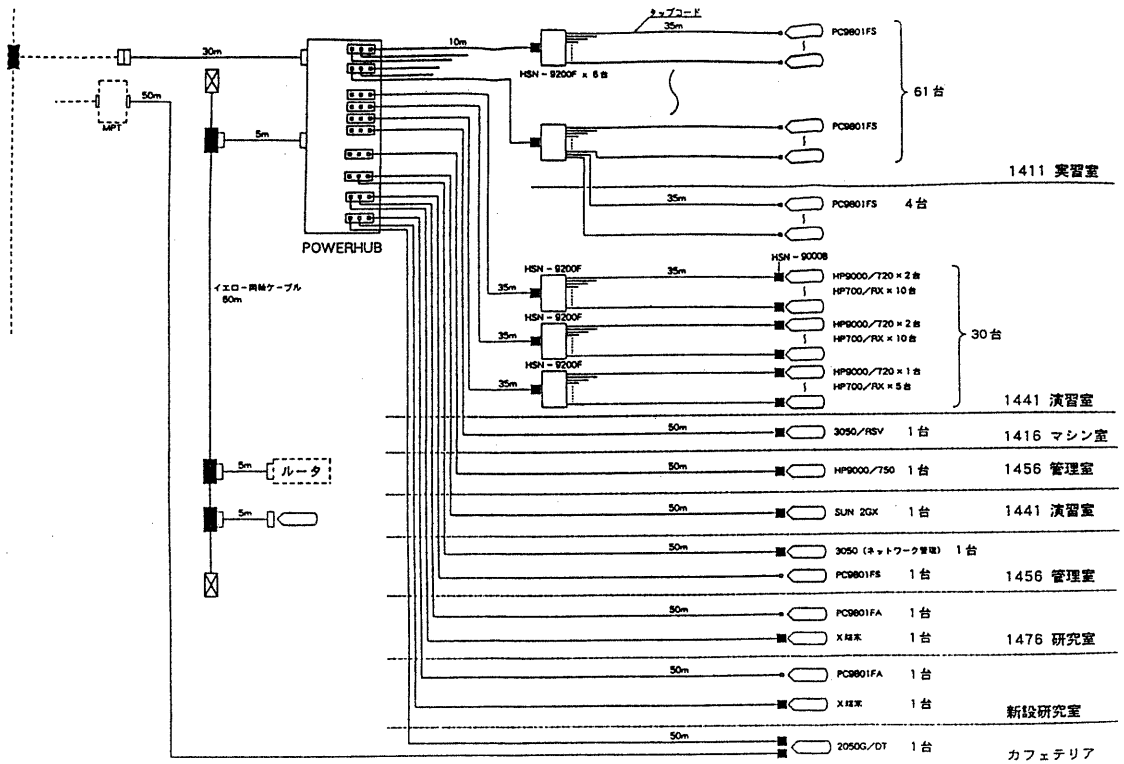 タップコード
35m
PC9801FS
30m
10m
HSN-9200F x 6台
61台
50m
MPT
5m
35m
PC9801FS
1411 実習室
35m
PC9801FS 4台
POWERHUB
HSN-9000B
HSN-9200F
35m
35m
HP9000/720×2台
HP700/RX×10台
イエロー同軸ケーブル
HSN-9200F
35m
35m
HP9000/720×2台
HP700/RX×10台
30台
HSN-9200F
35m
35m
HP9000/720×1台
HP700/RX×5台
1441 演習室
50m
3050/RSV 1台
1416 マシン室
5m
ルータ
50m
HP9000/750 1台
1456 管理室
5m
50m
SUN 2GX 1台
1441 演習室
50m
3050 (ネットワーク管理) 1台
PC9801FS 1台
1456 管理室
50m
PC9801FA 1台
X端末 1台
1476 研究室
50m
PC9801FA 1台
X端末 1台
新設研究室
50m
2050G/DT 1台
カフェテリア